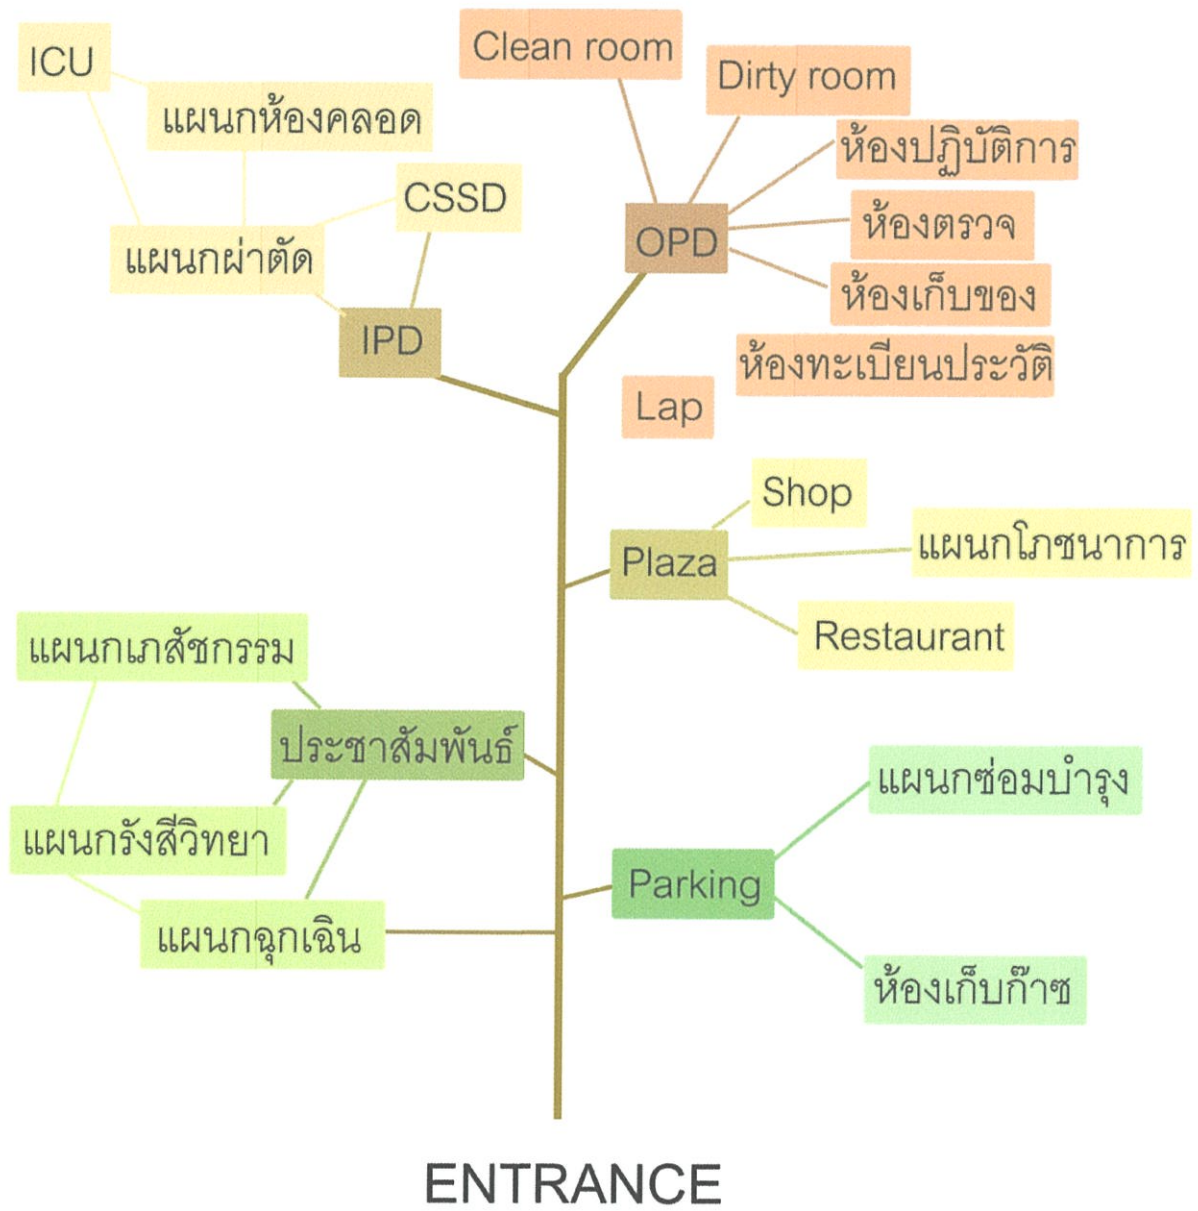 ICU
Clean room
Dirty room
แผนกห้องคลอด
ห้องปฏิบัติการ
CSSD
ห้องตรวจ
OPD
แผนกผ่าตัด
ห้องเก็บของ
IPD
ห้องทะเบียนประวัติ
Lap
Shop
แผนกโภชนาการ
Plaza
Restaurant
แผนกเภสัชกรรม
ประชาสัมพันธ์
แผนกซ่อมบำรุง
แผนกรังสีวิทยา
Parking
แผนกฉุกเฉิน
ห้องเก็บก๊าซ
ENTRANCE